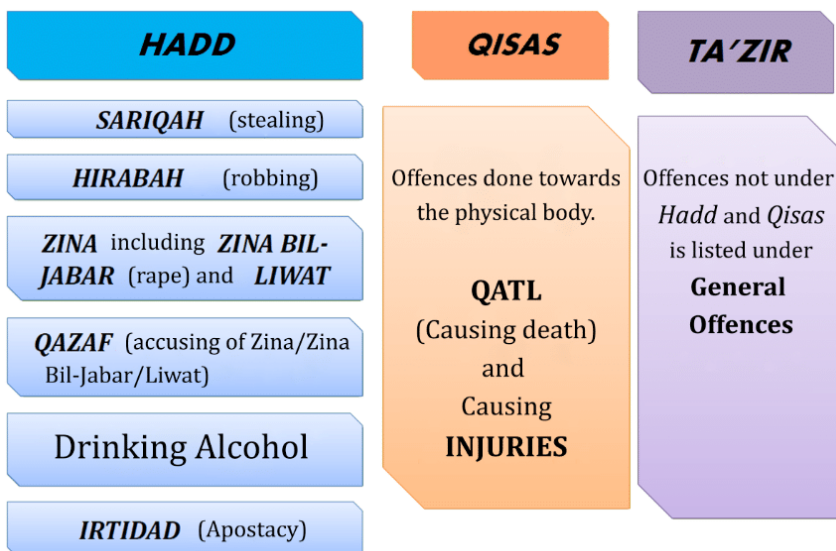 HADD
SARIQAH (stealing)
HIRABAH (robbing)
ZINA including ZINA BIL-
JABAR (rape) and LIWAT
QAZAF (accusing of Zina/Zina
Bil-Jabar/Liwat)
Drinking Alcohol
IRTIDAD (Apostacy)
QISAS
Offences done towards
the physical body.
QATL
(Causing death)
and
Causing
INJURIES
TA'ZIR
Offences not under
Hadd and Qisas
is listed under
General
Offences